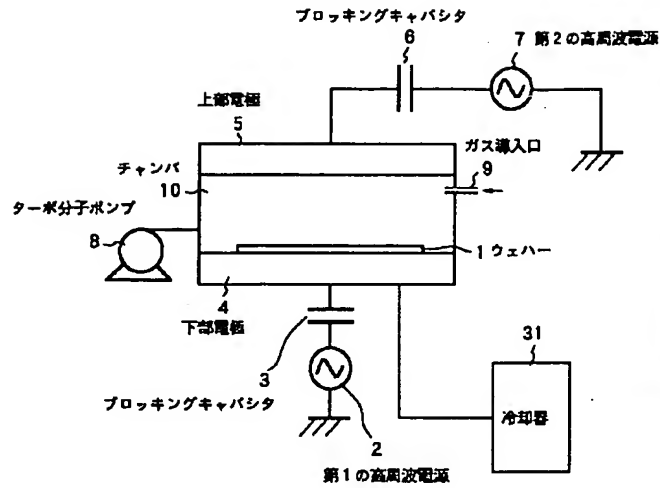 ブロッキングキャパシタ
6
7 第2の高周波電源
上部電極
5
ガス導入口
9
チャンバ
10
ターボ分子ポンプ
8
1 ウェハー
4
下部電極
3
ブロッキングキャパシタ
2
第1の高周波電源
31
冷却器